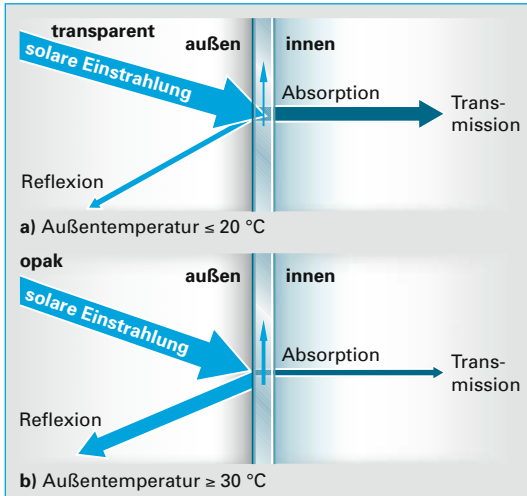 transparent
außen
innen
solare Einstrahlung
Absorption
Trans-
mission
Reflexion
a) Außentemperatur ≤ 20 °C
opak
außen
innen
solare Einstrahlung
Absorption
Trans-
mission
Reflexion
b) Außentemperatur ≥ 30 °C